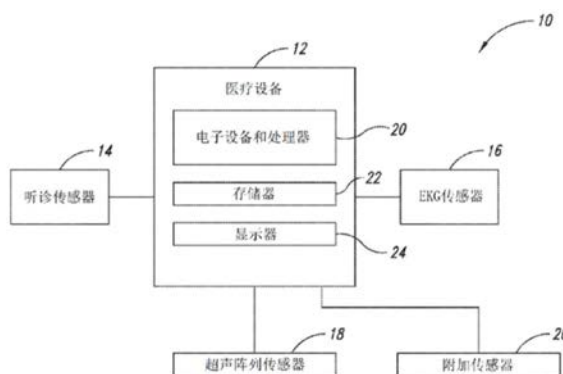 10
12
医疗设备
电子设备和处理器
20
14
听诊传感器
16
EKG传感器
22
存储器
显示器
24
18
超声阵列传感器
附加传感器